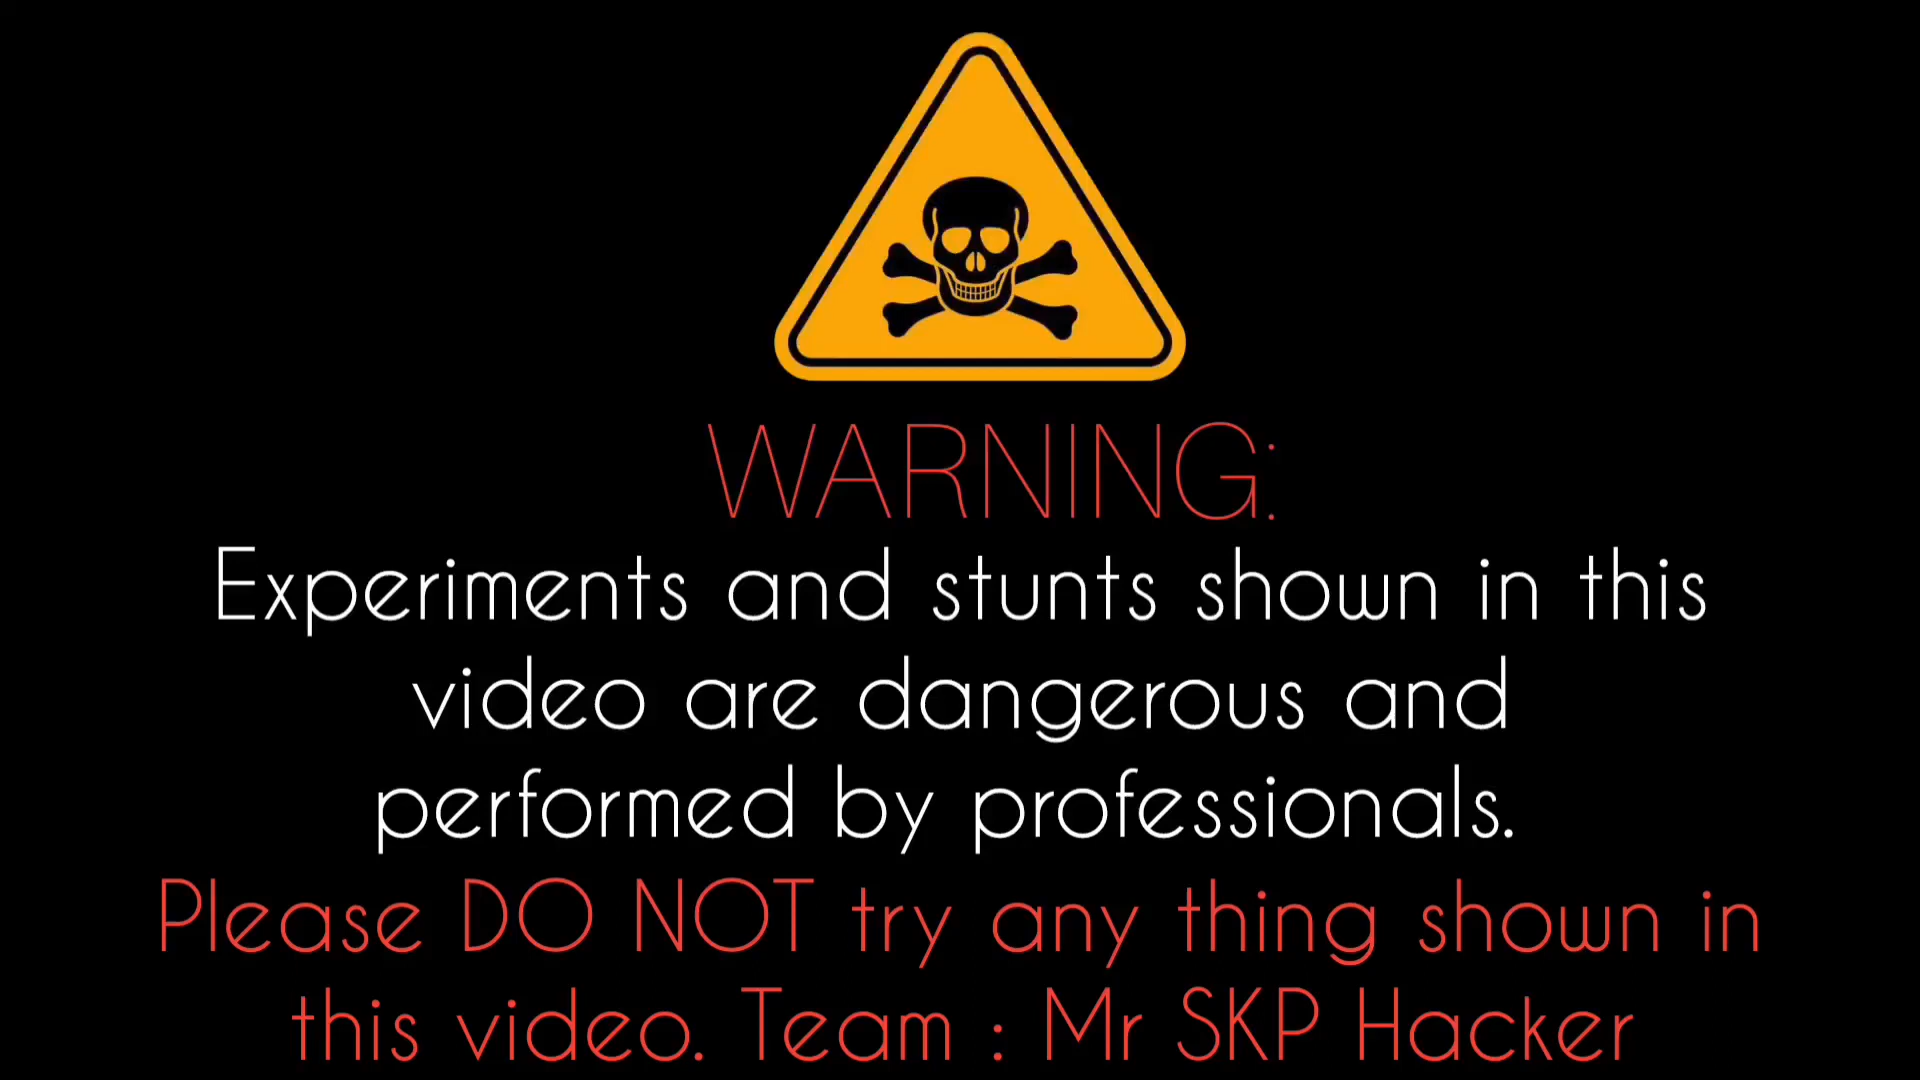 WARNING:
Experiments and stunts shown in this
video are dangerous and
performed by professionals.
Please DO NOT try any thing shown in
this video. Team : Mr SKP Hacker